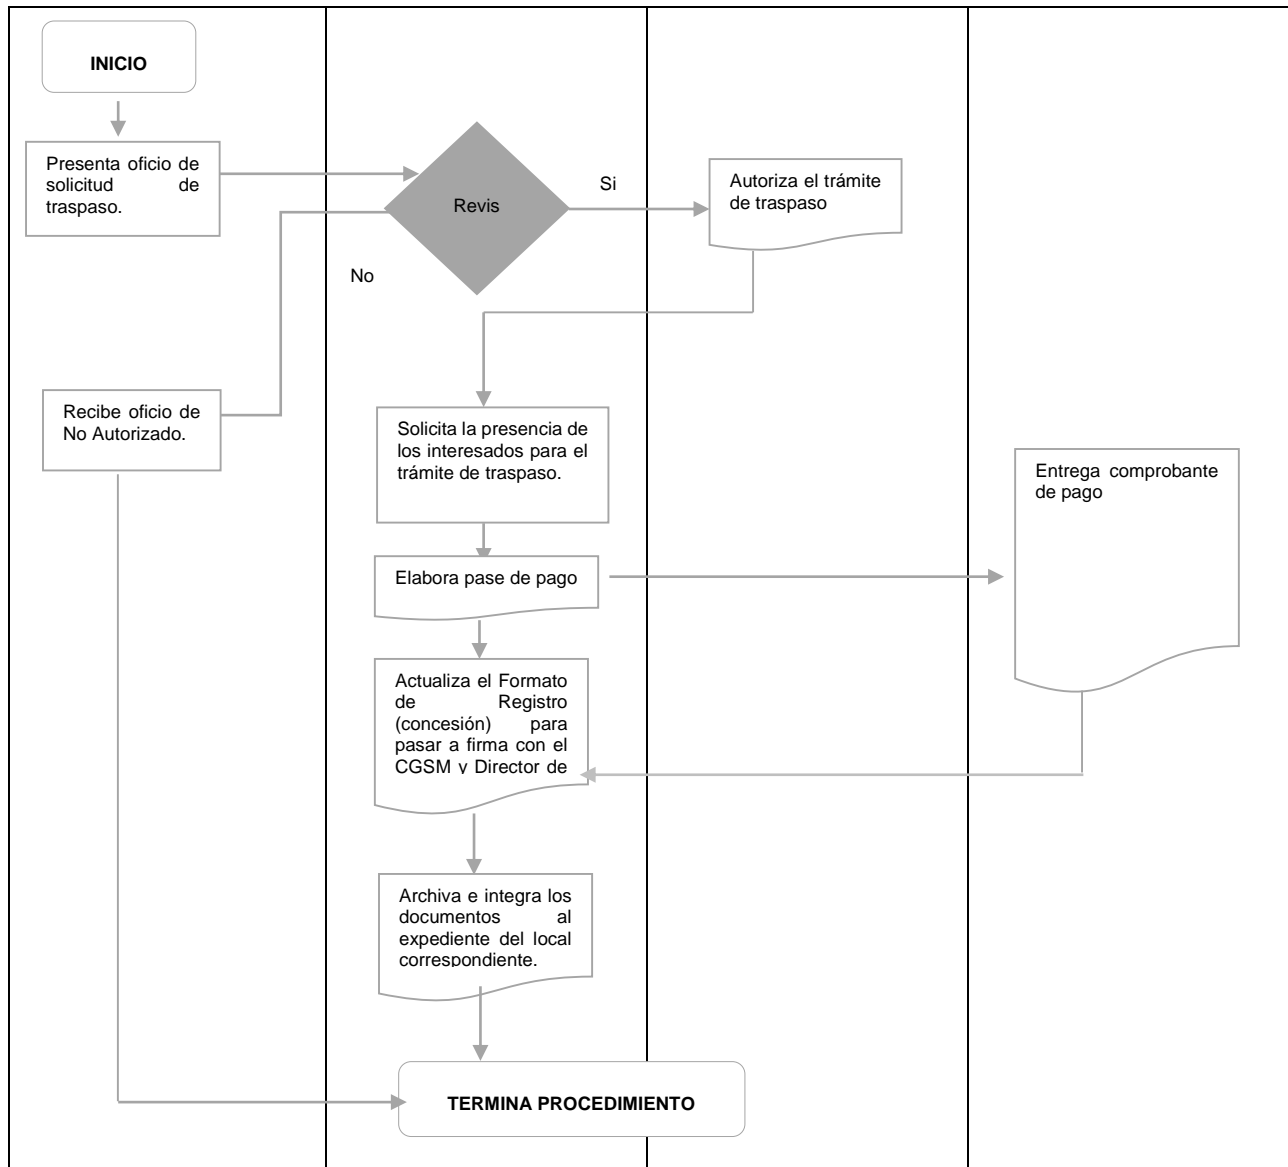 INICIO
Presenta oficio de
solicitud de
traspaso.
Revis
Si
Autoriza el trámite
de traspaso
No
Recibe oficio de
No Autorizado.
Solicita la presencia de
los interesados para el
trámite de traspaso.
Entrega comprobante
de pago
Elabora pase de pago
Actualiza el Formato
de Registro
(concesión) para
pasar a firma con el
CGSM y Director de
Archiva e integra los
documentos al
expediente del local
correspondiente.
TERMINA PROCEDIMIENTO